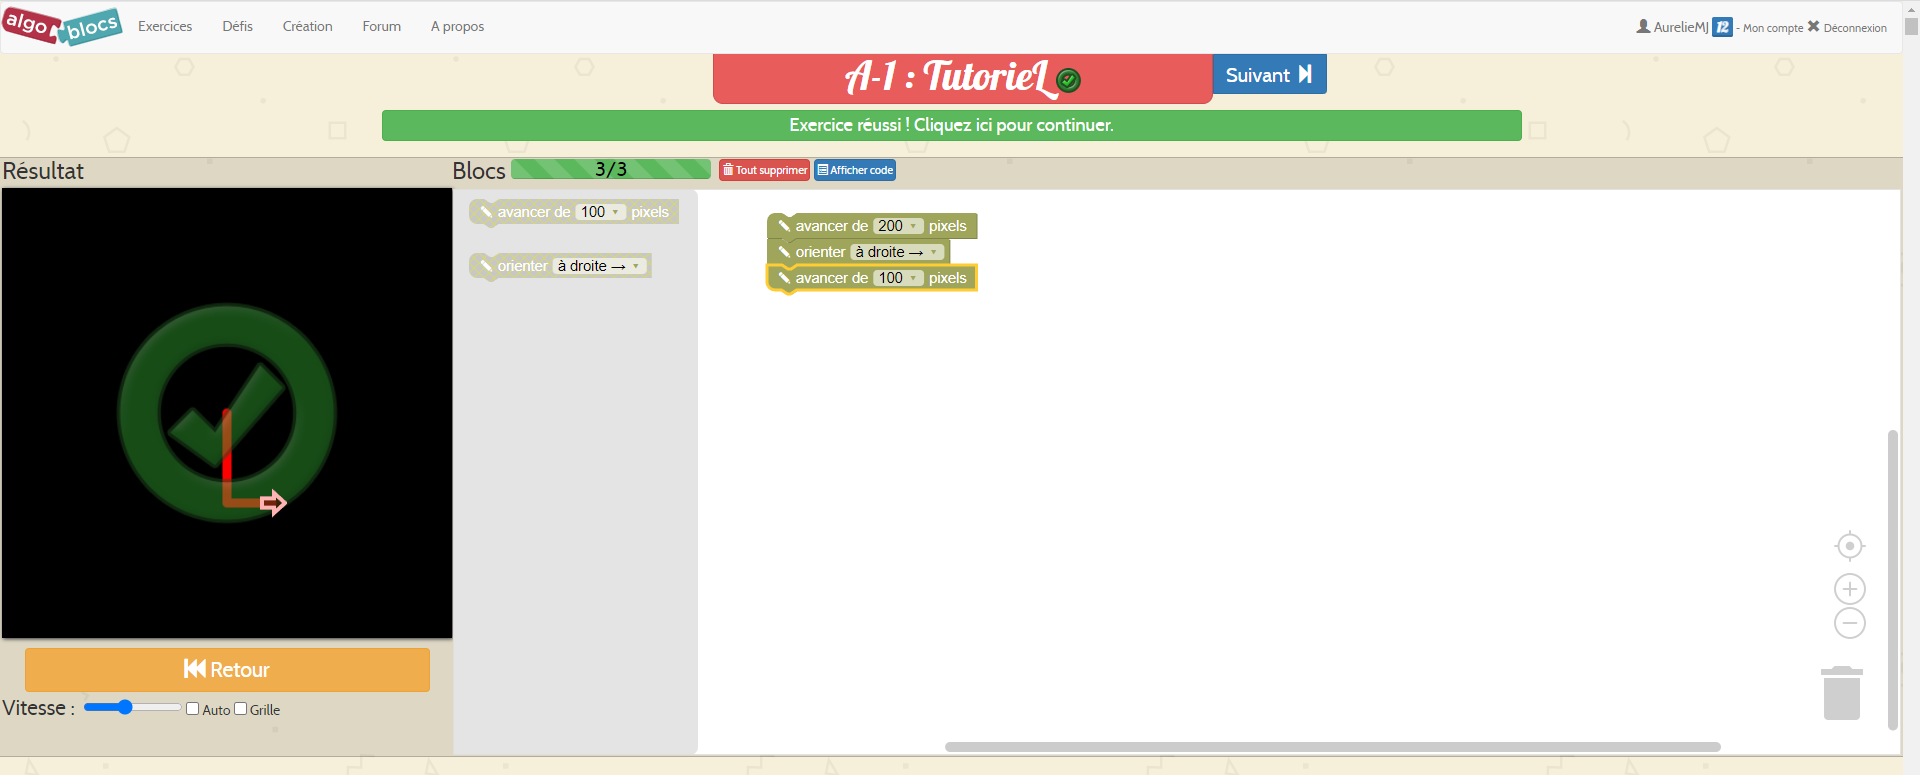 algo blocs
Exercices Défis Création Forum A propos
AurelieMJ 12 - Mon compte Déconnexion
A-1 : TutorieL
Suivant
Exercice réussi ! Cliquez ici pour continuer.
Résultat
Blocs 3/3 Tout supprimer Afficher code
avancer de 100 pixels
orienter à droite →
avancer de 200 pixels
orienter à droite →
avancer de 100 pixels
Retour
Vitesse : Auto Grille